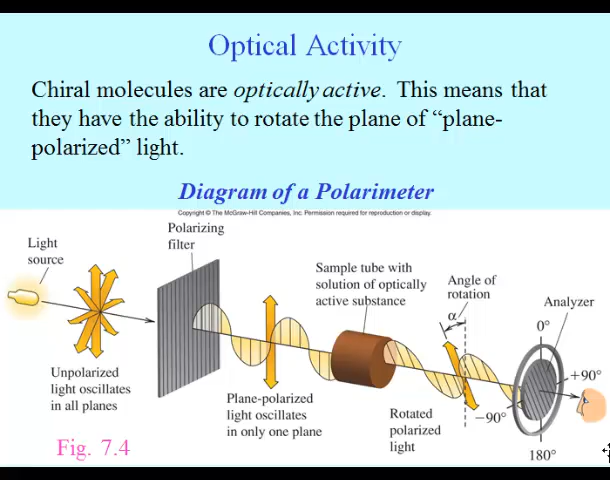 Optical Activity
Chiral molecules are optically active. This means that
they have the ability to rotate the plane of “plane-
polarized” light.
Diagram of a Polarimeter
Copyright © The McGraw-Hill Companies, Inc. Permission required for reproduction or display.
Light
source
Polarizing
filter
Sample tube with
solution of optically
active substance
Angle of
rotation
α
Analyzer
0°
+90°
-90°
180°
Unpolarized
light oscillates
in all planes
Plane-polarized
light oscillates
in only one plane
Rotated
polarized
light
Fig. 7.4